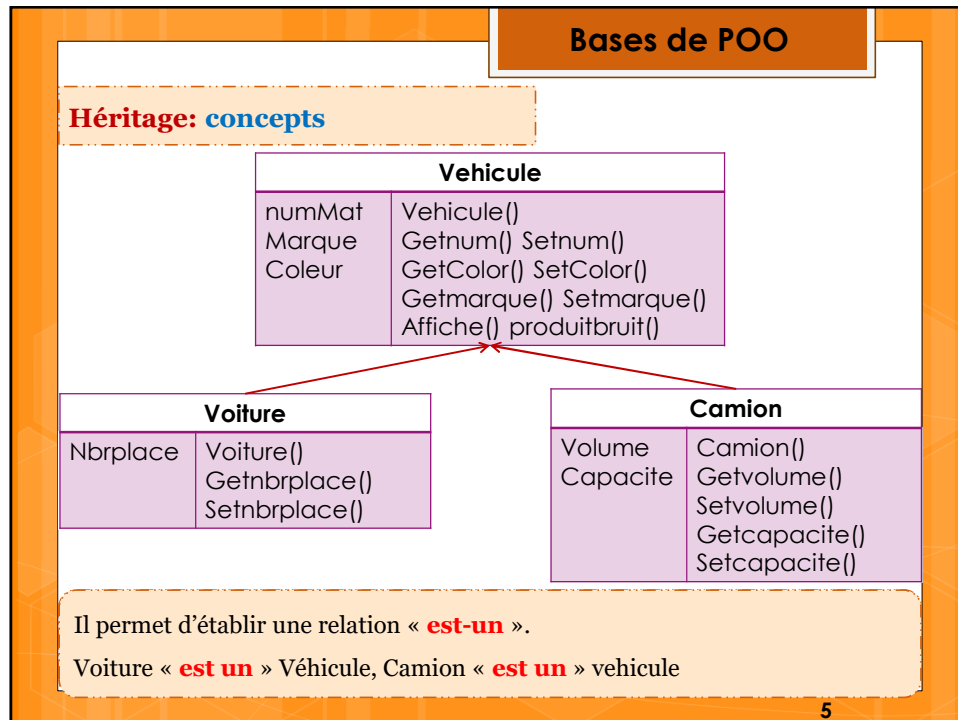 Bases de POO
Héritage: concepts
Vehicule
numMat
Marque
Coleur
Vehicule()
Getnum() Setnum()
GetColor() SetColor()
Getmarque() Setmarque()
Affiche() produitbruit()
Voiture
Nbrplace
Voiture()
Getnbrplace()
Setnbrplace()
Camion
Volume
Capacite
Camion()
Getvolume()
Setvolume()
Getcapacite()
Setcapacite()
Il permet d’établir une relation « est-un ».
Voiture « est un » Véhicule, Camion « est un » vehicule
5